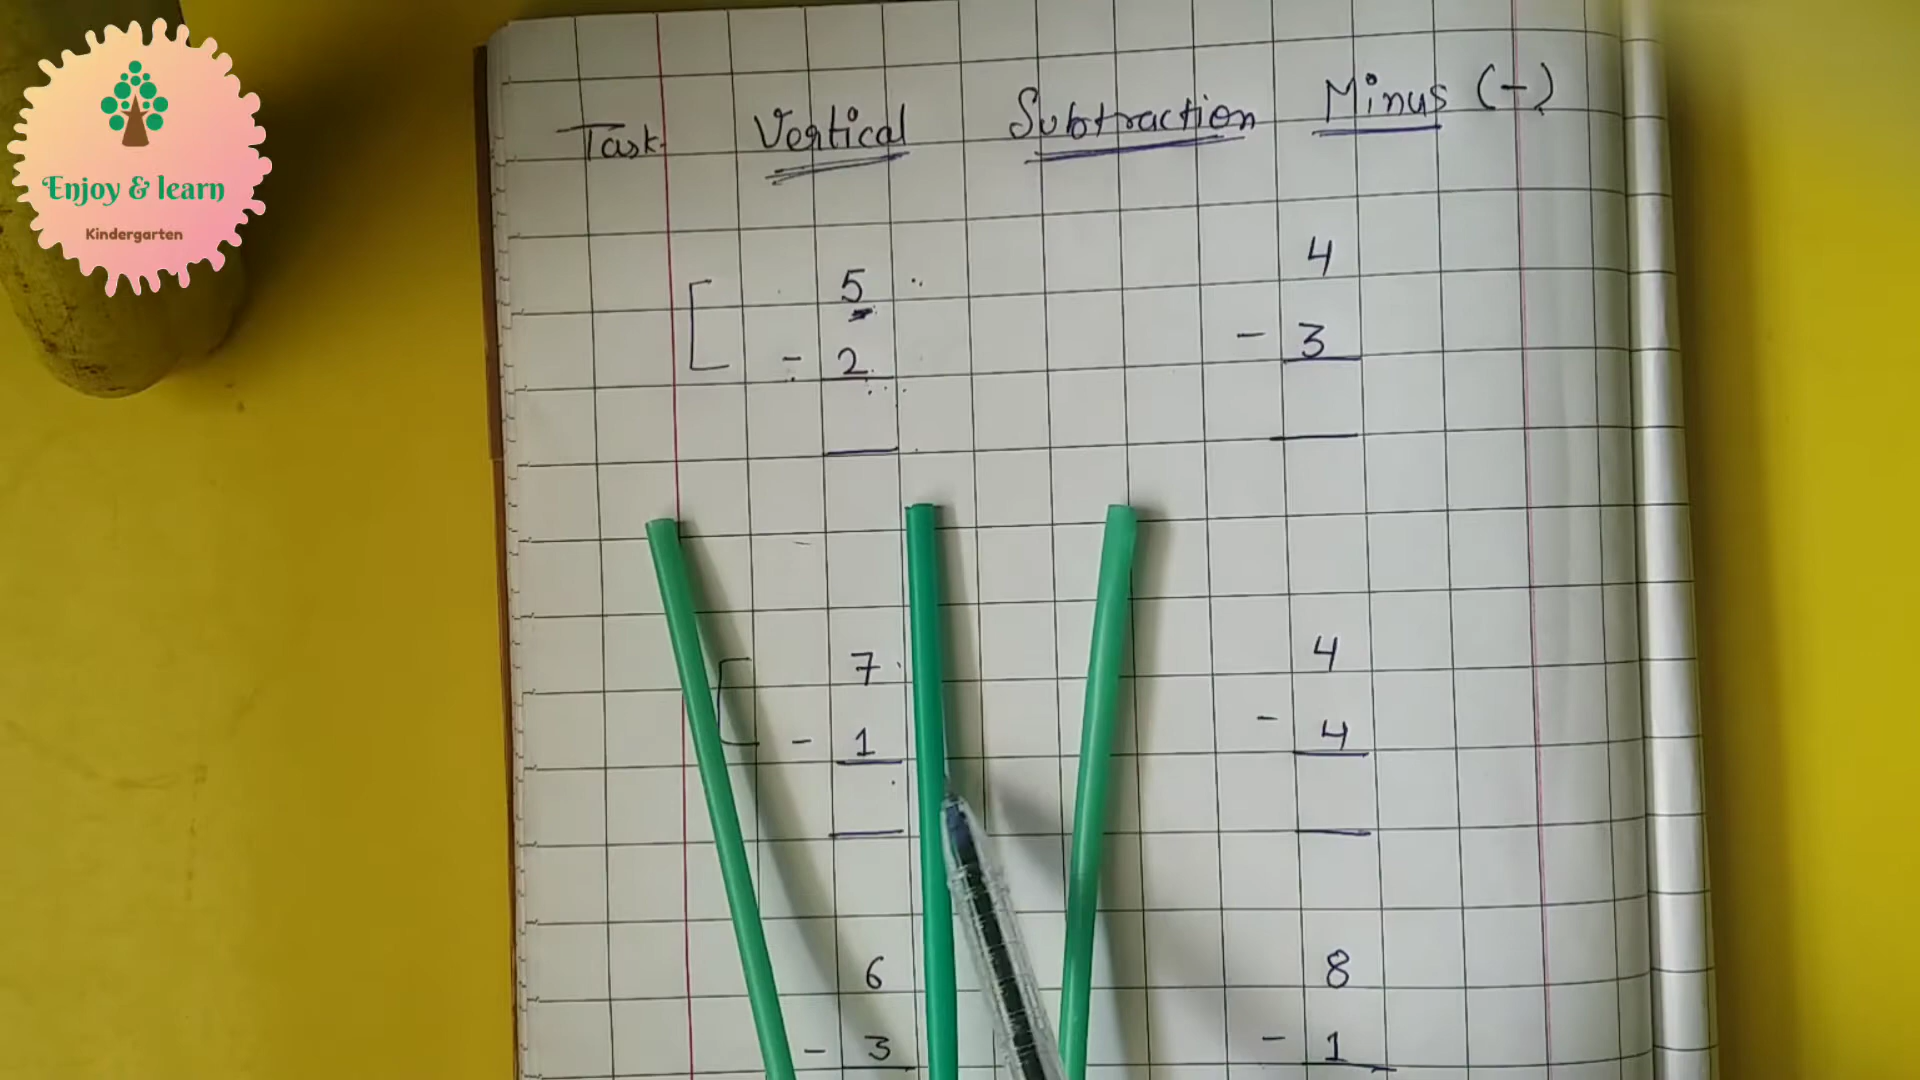 Enjoy & learn
Kindergarten
Task Vertical Subtraction Minus (-)
5 4
- 2 - 3
7 4
- 1 - 4
6 8
- 3 - 1